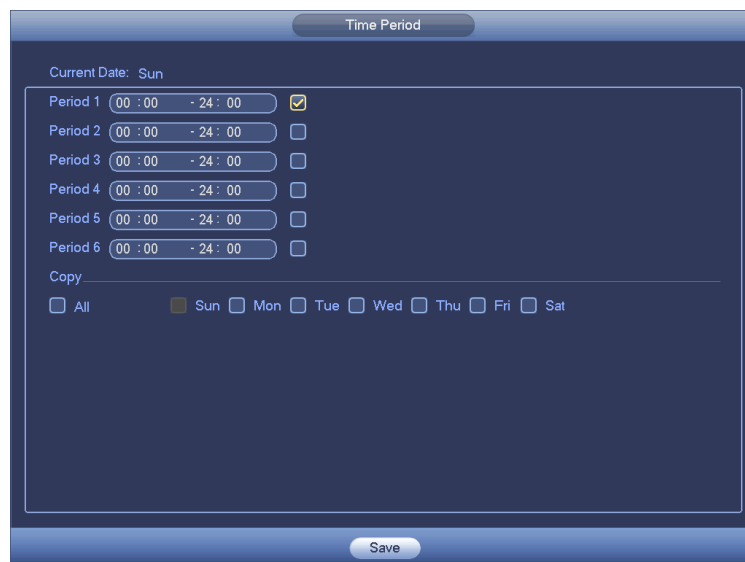 Time Period
Current Date: Sun
Period 1 00 :00 - 24 : 00
Period 2 00 :00 - 24 : 00
Period 3 00 :00 - 24 : 00
Period 4 00 :00 - 24 : 00
Period 5 00 :00 - 24 : 00
Period 6 00 :00 - 24 : 00
Copy
All Sun Mon Tue Wed Thu Fri Sat
Save